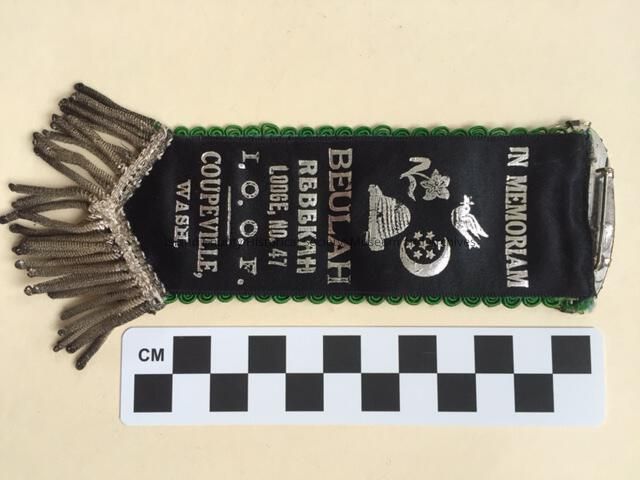 IN MEMORIAM
BEULAH
REBEKAH
LODGE, NO. 47
I. O. O. F.
COUPEVILLE,
WASH.
CM